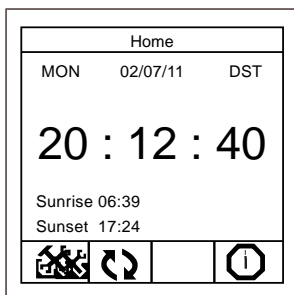 Home
MON 02/07/11 DST
20 : 12 : 40
Sunrise 06:39
Sunset 17:24
i